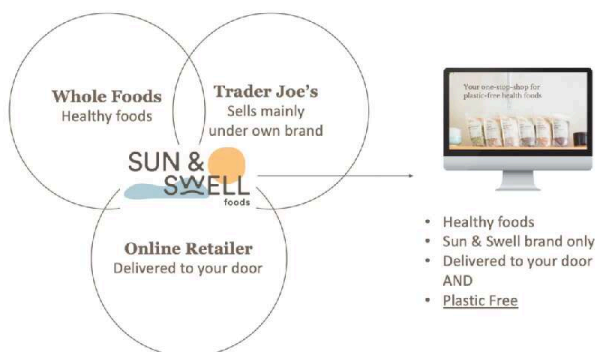 Whole Foods
Healthy foods
Trader Joe's
Sells mainly
under own brand
SUN &
SWELL
foods
Online Retailer
Delivered to your door
Your one-stop-shop for
plastic-free health foods
• Healthy foods
• Sun & Swell brand only
• Delivered to your door
AND
• Plastic Free